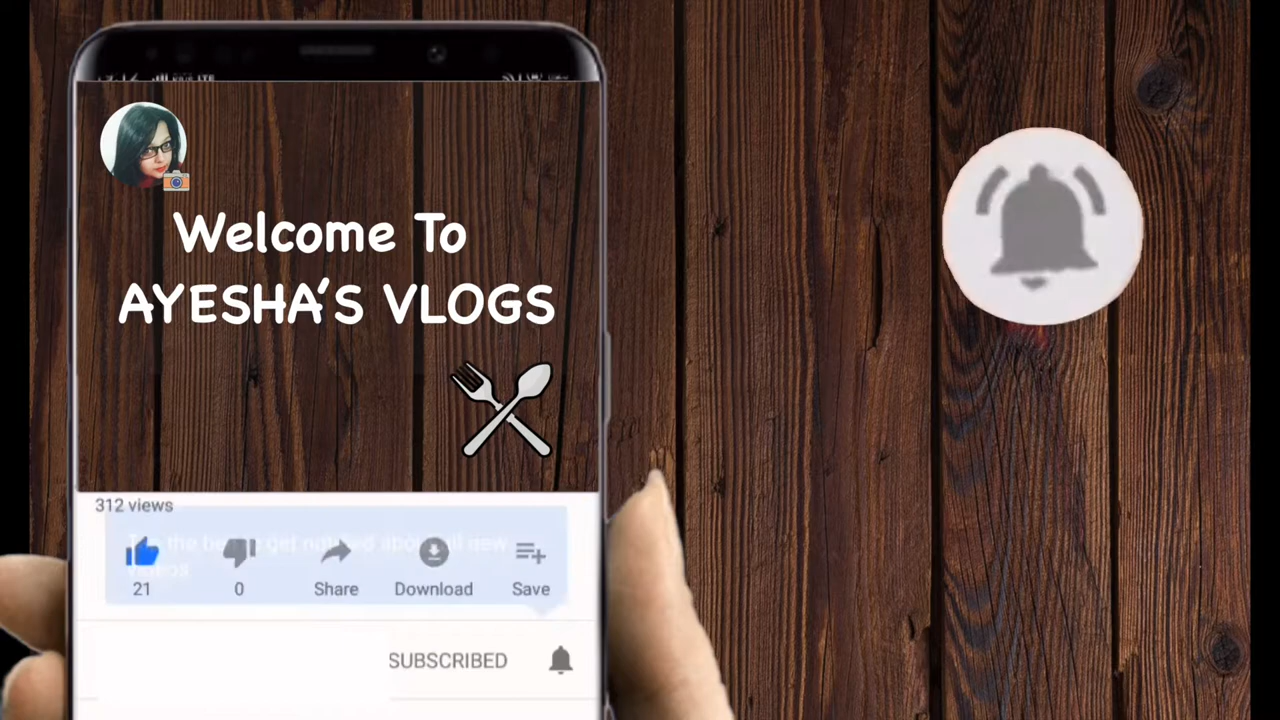 Welcome To
AYESHA'S VLOGS
312 views
21
0
Share
Download
Save
SUBSCRIBED